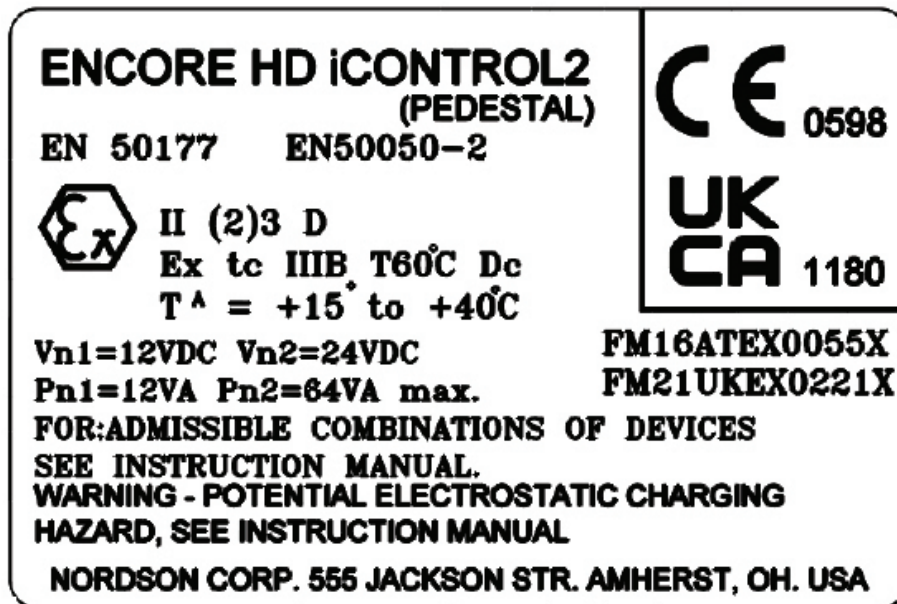 ENCORE HD iCONTROL2
(PEDESTAL)
EN 50177 EN50050-2
CE 0598
UK
CA 1180
Ex
II (2)3 D
Ex tc IIIB T60°C Dc
T A = +15° to +40°C
Vn1=12VDC Vn2=24VDC
Pn1=12VA Pn2=64VA max.
FM16ATEX0055X
FM21UKEX0221X
FOR:ADMISSIBLE COMBINATIONS OF DEVICES
SEE INSTRUCTION MANUAL.
WARNING - POTENTIAL ELECTROSTATIC CHARGING
HAZARD, SEE INSTRUCTION MANUAL
NORDSON CORP. 555 JACKSON STR. AMHERST, OH. USA